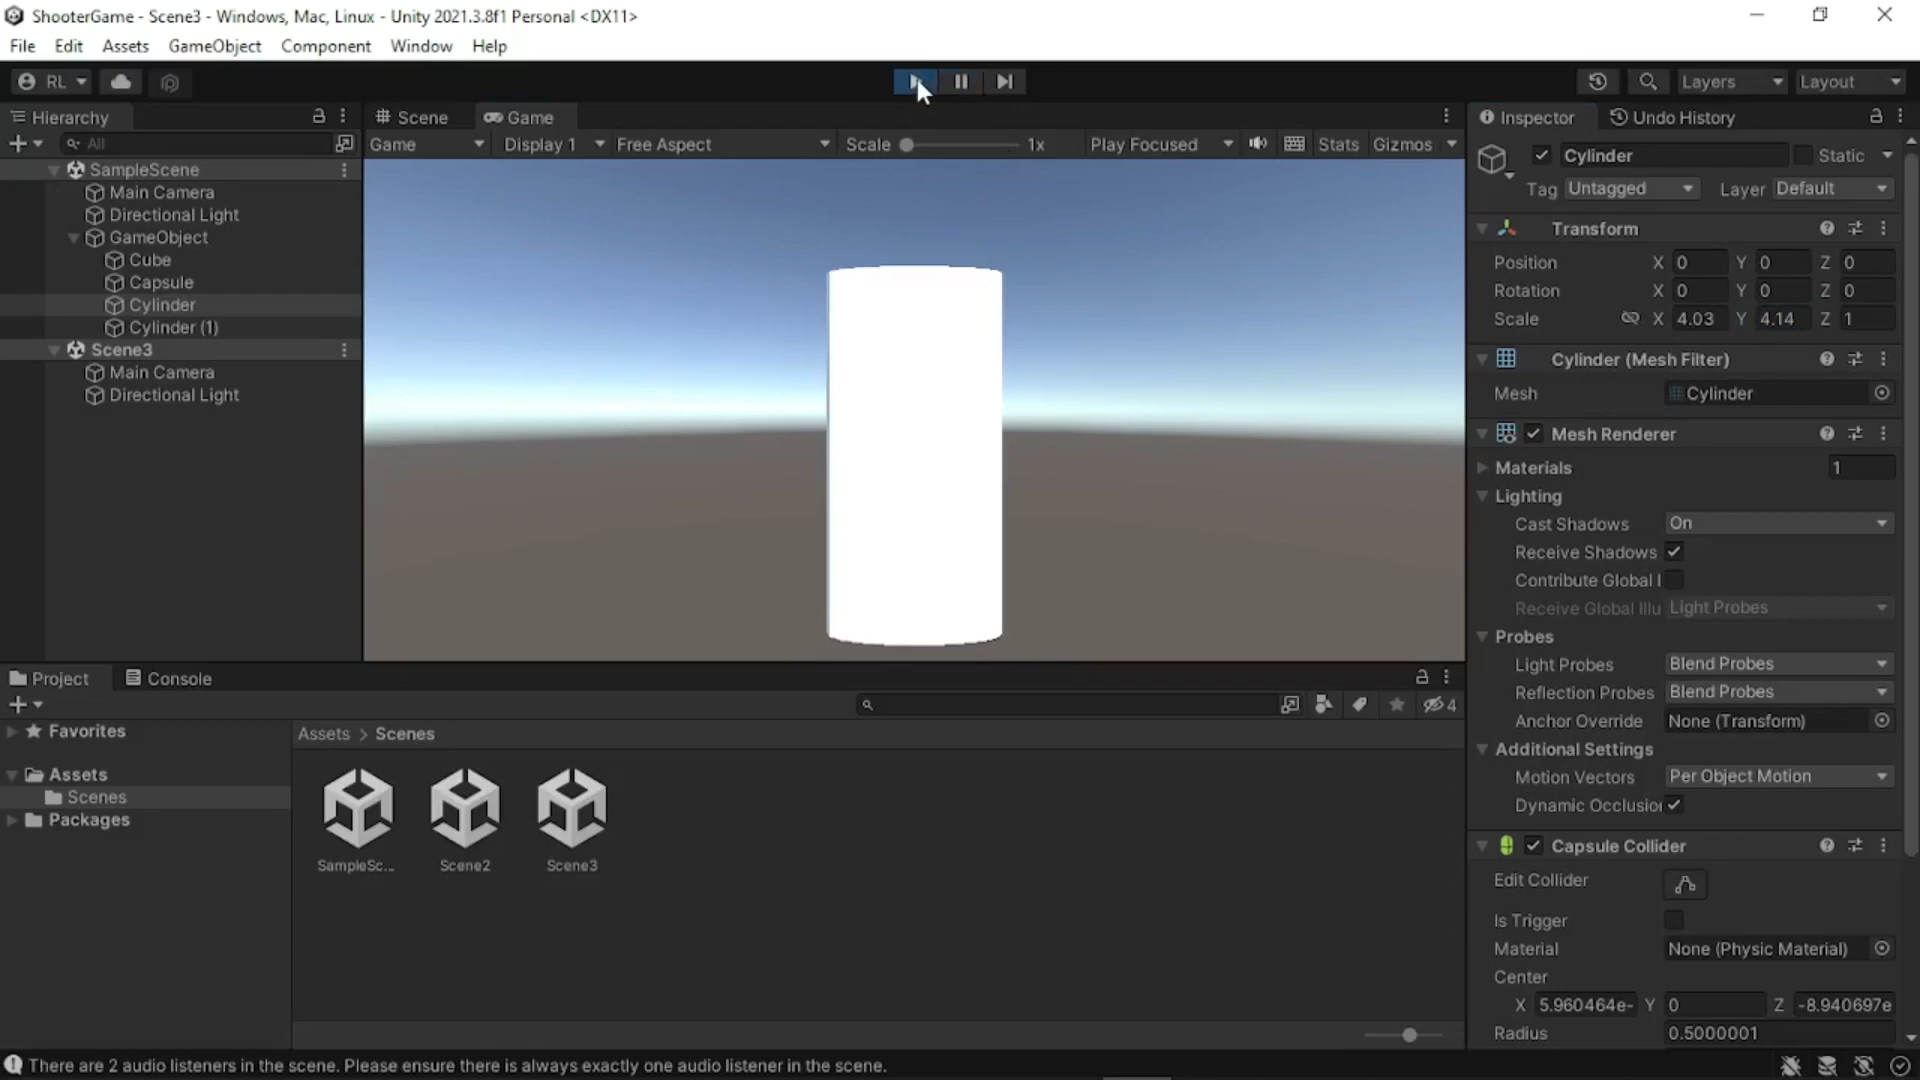 ShooterGame - Scene3 - Windows, Mac, Linux - Unity 2021.3.8f1 Personal <DX11>
File Edit Assets GameObject Component Window Help
RL Layers Layout
Hierarchy
All
SampleScene
Main Camera
Directional Light
GameObject
Cube
Capsule
Cylinder
Cylinder (1)
Scene3
Main Camera
Directional Light
Scene Game
Game Display 1 Free Aspect Scale 1x Play Focused Stats Gizmos
Inspector Undo History
Cylinder Static
Tag Untagged Layer Default
Transform
Position X 0 Y 0 Z 0
Rotation X 0 Y 0 Z 0
Scale X 4.03 Y 4.14 Z 1
Cylinder (Mesh Filter)
Mesh Cylinder
Mesh Renderer
Materials 1
Lighting
Cast Shadows On
Receive Shadows
Contribute Global I
Receive Global Illu Light Probes
Probes
Light Probes Blend Probes
Reflection Probes Blend Probes
Anchor Override None (Transform)
Additional Settings
Motion Vectors Per Object Motion
Dynamic Occlusio
Capsule Collider
Edit Collider
Is Trigger
Material None (Physic Material)
Center
X 5.960464e- Y 0 Z -8.940697e
Radius 0.5000001
Project Console
4
Favorites
Assets
Scenes
Packages
Assets > Scenes
SampleSc...
Scene2
Scene3
There are 2 audio listeners in the scene. Please ensure there is always exactly one audio listener in the scene.